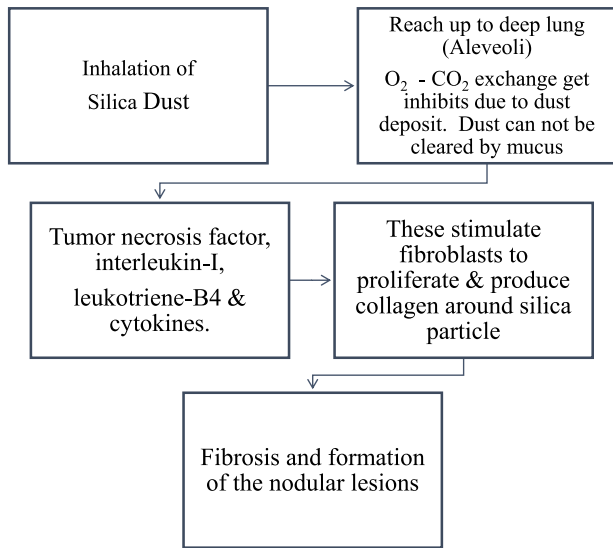 Inhalation of
Silica Dust
Reach up to deep lung
(Aleveoli)
O₂ - CO₂ exchange get
inhibits due to dust
deposit. Dust can not be
cleared by mucus
Tumor necrosis factor,
interleukin-I,
leukotriene-B4 &
cytokines.
These stimulate
fibroblasts to
proliferate & produce
collagen around silica
particle
Fibrosis and formation
of the nodular lesions